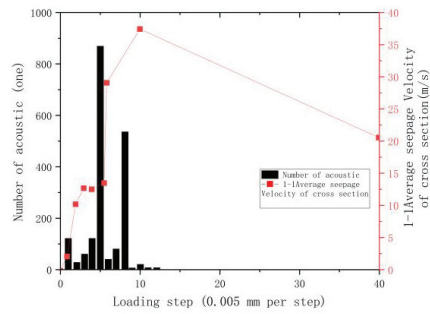 1000
800
600
400
200
0
Number of acoustic (one)
0
10
20
30
40
Loading step (0.005 mm per step)
40
35
30
25
20
15
10
5
0
1-1Average seepage Velocity
of cross section(m/s)
Number of acoustic
1-1Average seepage
Velocity of cross section